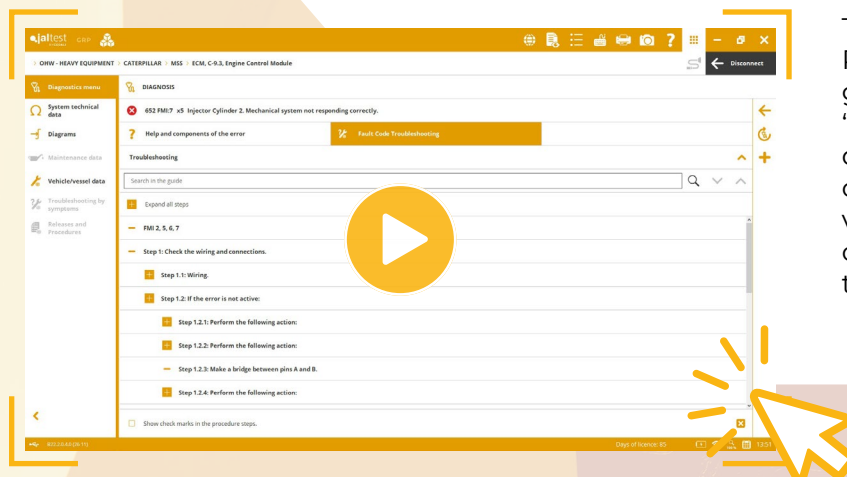 jaltest GRP
OHW - HEAVY EQUIPMENT > CATERPILLAR > MSS > ECM, C-9.3, Engine Control Module
Disconnect
Diagnostics menu
System technical data
Diagrams
Maintenance data
Vehicle/vessel data
Troubleshooting by symptoms
Releases and Procedures
DIAGNOSIS
652 FMI:7 x5 Injector Cylinder 2. Mechanical system not responding correctly.
Help and components of the error
Fault Code Troubleshooting
Troubleshooting
Search in the guide
Expand all steps
FMI 2, 5, 6, 7
Step 1: Check the wiring and connections.
Step 1.1: Wiring.
Step 1.2: If the error is not active:
Step 1.2.1: Perform the following action:
Step 1.2.2: Perform the following action:
Step 1.2.3: Make a bridge between pins A and B.
Step 1.2.4: Perform the following action:
Show check marks in the procedure steps.
Days of licence: 85
13:51